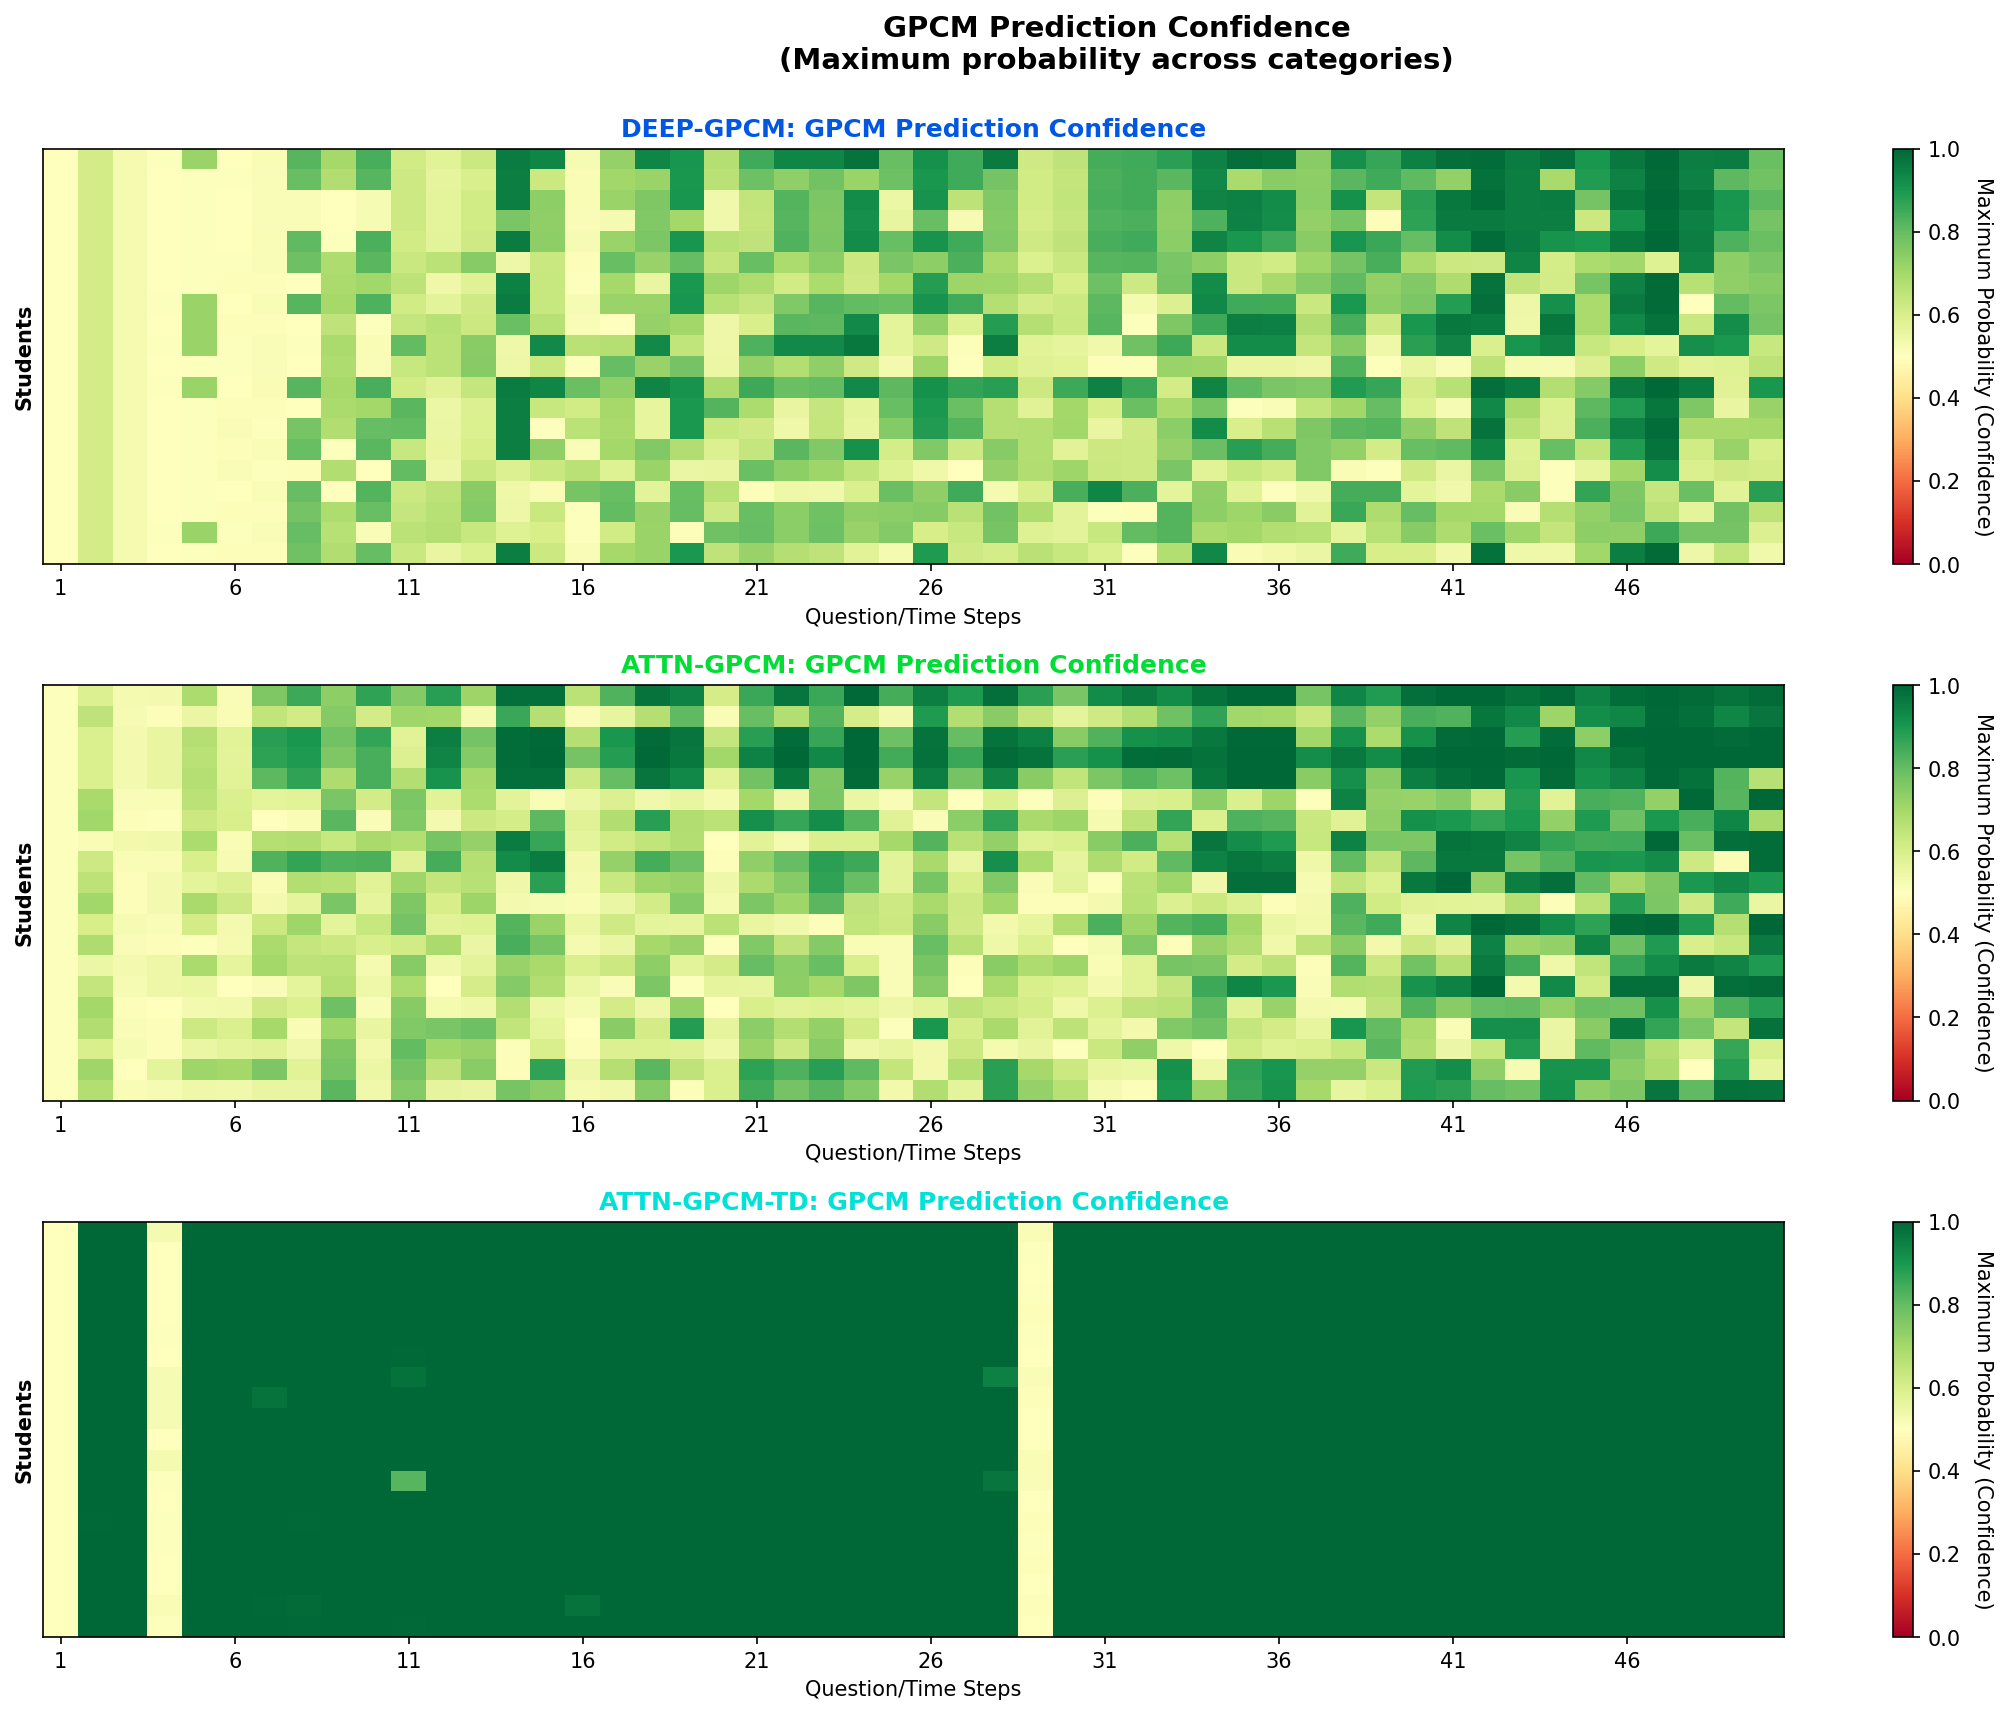 GPCM Prediction Confidence
(Maximum probability across categories)
DEEP-GPCM: GPCM Prediction Confidence
Students
1 6 11 16 21 26 31 36 41 46
Question/Time Steps
1.0
0.8
0.6
0.4
0.2
0.0
Maximum Probability (Confidence)
ATTN-GPCM: GPCM Prediction Confidence
Students
1 6 11 16 21 26 31 36 41 46
Question/Time Steps
1.0
0.8
0.6
0.4
0.2
0.0
Maximum Probability (Confidence)
ATTN-GPCM-TD: GPCM Prediction Confidence
Students
1 6 11 16 21 26 31 36 41 46
Question/Time Steps
1.0
0.8
0.6
0.4
0.2
0.0
Maximum Probability (Confidence)